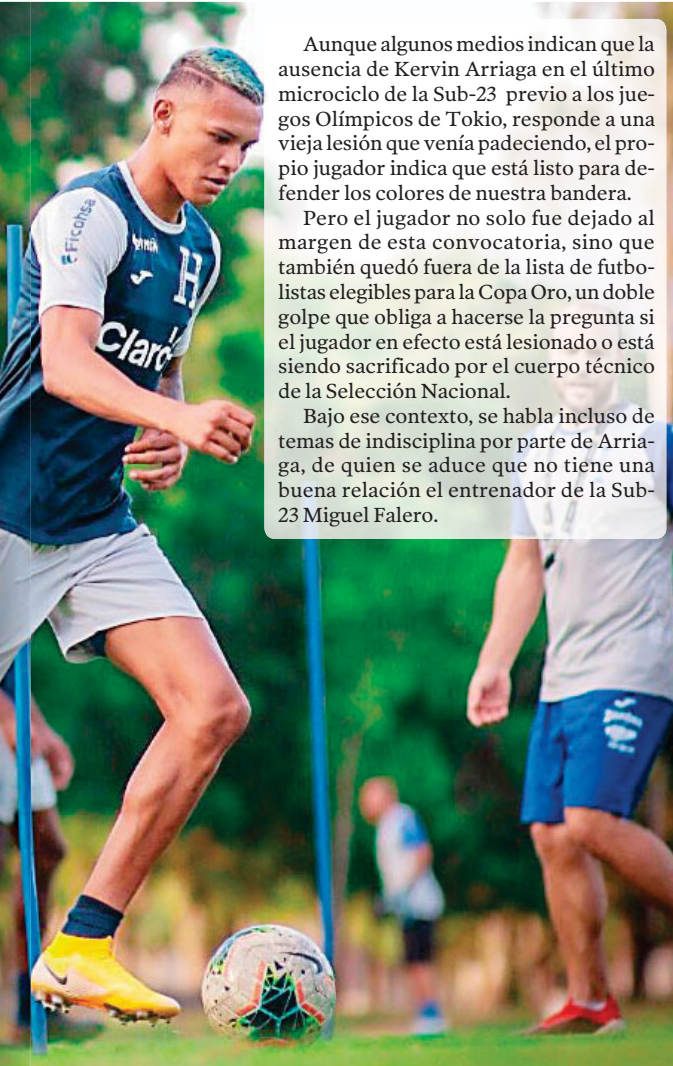 Aunque algunos medios indican que la
ausencia de Kervin Arriaga en el último
microciclo de la Sub-23 previo a los jue-
gos Olímpicos de Tokio, responde a una
vieja lesión que venía padeciendo, el pro-
pio jugador indica que está listo para de-
fender los colores de nuestra bandera.
Pero el jugador no solo fue dejado al
margen de esta convocatoria, sino que
también quedó fuera de la lista de futbo-
listas elegibles para la Copa Oro, un doble
golpe que obliga a hacerse la pregunta si
el jugador en efecto está lesionado o está
siendo sacrificado por el cuerpo técnico
de la Selección Nacional.
Bajo ese contexto, se habla incluso de
temas de indisciplina por parte de Arria-
ga, de quien se aduce que no tiene una
buena relación el entrenador de la Sub-
23 Miguel Falero.
Ficohsa
H
Claro